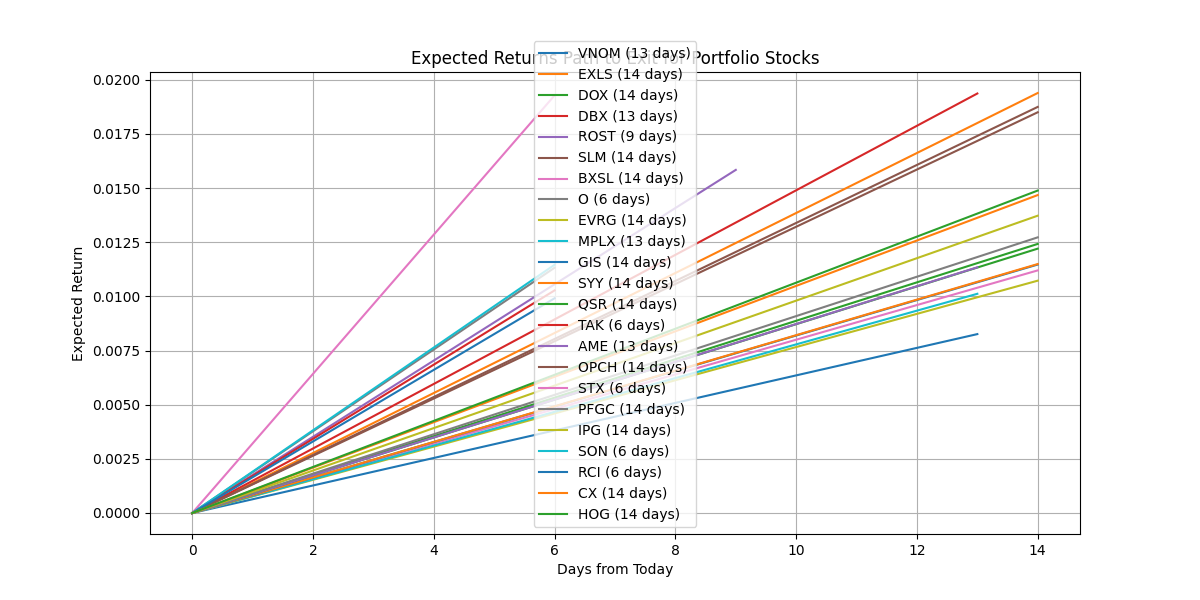 Expected Returns Path to Exit for Portfolio Stocks
VNOM (13 days)
EXLS (14 days)
DOX (14 days)
DBX (13 days)
ROST (9 days)
SLM (14 days)
BXSL (14 days)
O (6 days)
EVRG (14 days)
MPLX (13 days)
GIS (14 days)
SYY (14 days)
QSR (14 days)
TAK (6 days)
AME (13 days)
OPCH (14 days)
STX (6 days)
PFGC (14 days)
IPG (14 days)
SON (6 days)
RCI (6 days)
CX (14 days)
HOG (14 days)
Expected Return
0.0200
0.0175
0.0150
0.0125
0.0100
0.0075
0.0050
0.0025
0.0000
0 2 4 6 8 10 12 14
Days from Today